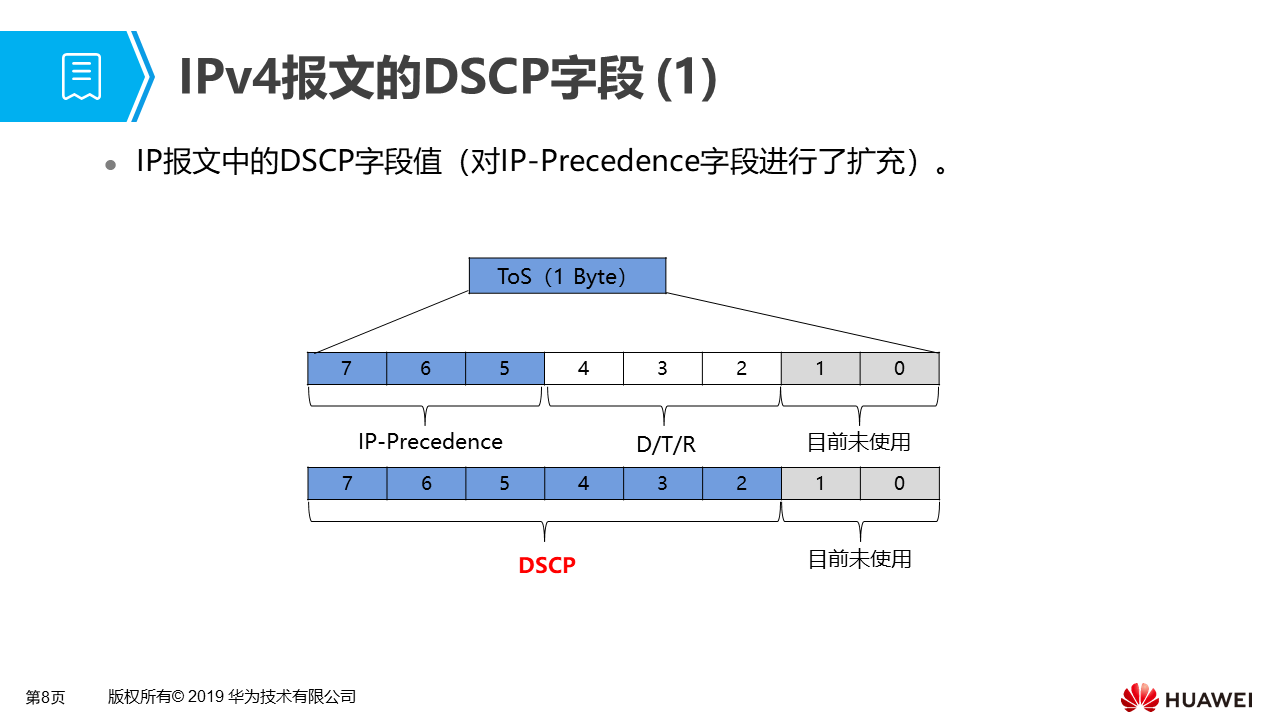 IPv4报文的DSCP字段 (1)
IP报文中的DSCP字段值（对IP-Precedence字段进行了扩充）。
ToS（1 Byte）
7 6 5 4 3 2 1 0
IP-Precedence D/T/R 目前未使用
7 6 5 4 3 2 1 0
DSCP 目前未使用
第8页 版权所有© 2019 华为技术有限公司 HUAWEI